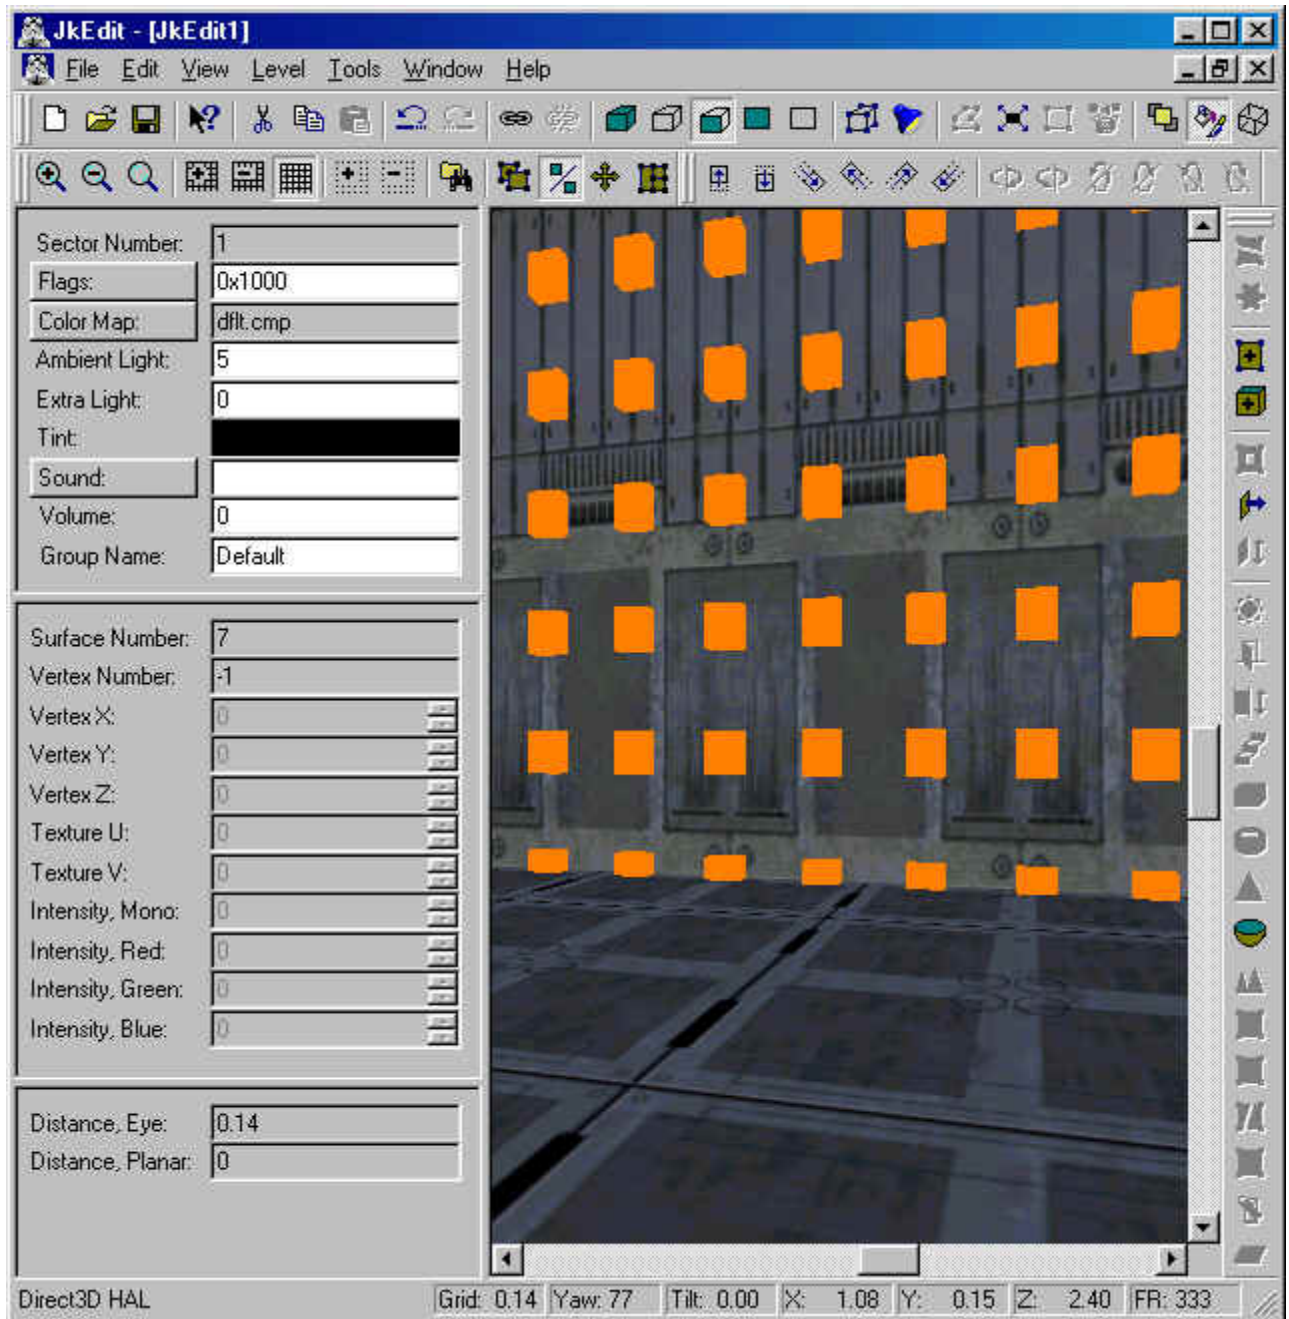 JkEdit - [JkEdit1]
File Edit View Level Tools Window Help
Sector Number: 1
Flags: 0x1000
Color Map: dflt.cmp
Ambient Light: 5
Extra Light: 0
Tint:
Sound:
Volume: 0
Group Name: Default
Surface Number: 7
Vertex Number: -1
Vertex X: 0
Vertex Y: 0
Vertex Z: 0
Texture U: 0
Texture V: 0
Intensity, Mono: 0
Intensity, Red: 0
Intensity, Green: 0
Intensity, Blue: 0
Distance, Eye: 0.14
Distance, Planar: 0
Direct3D HAL Grid: 0.14 Yaw: 77 Tilt: 0.00 X: 1.08 Y: 0.15 Z: 2.40 FR: 333